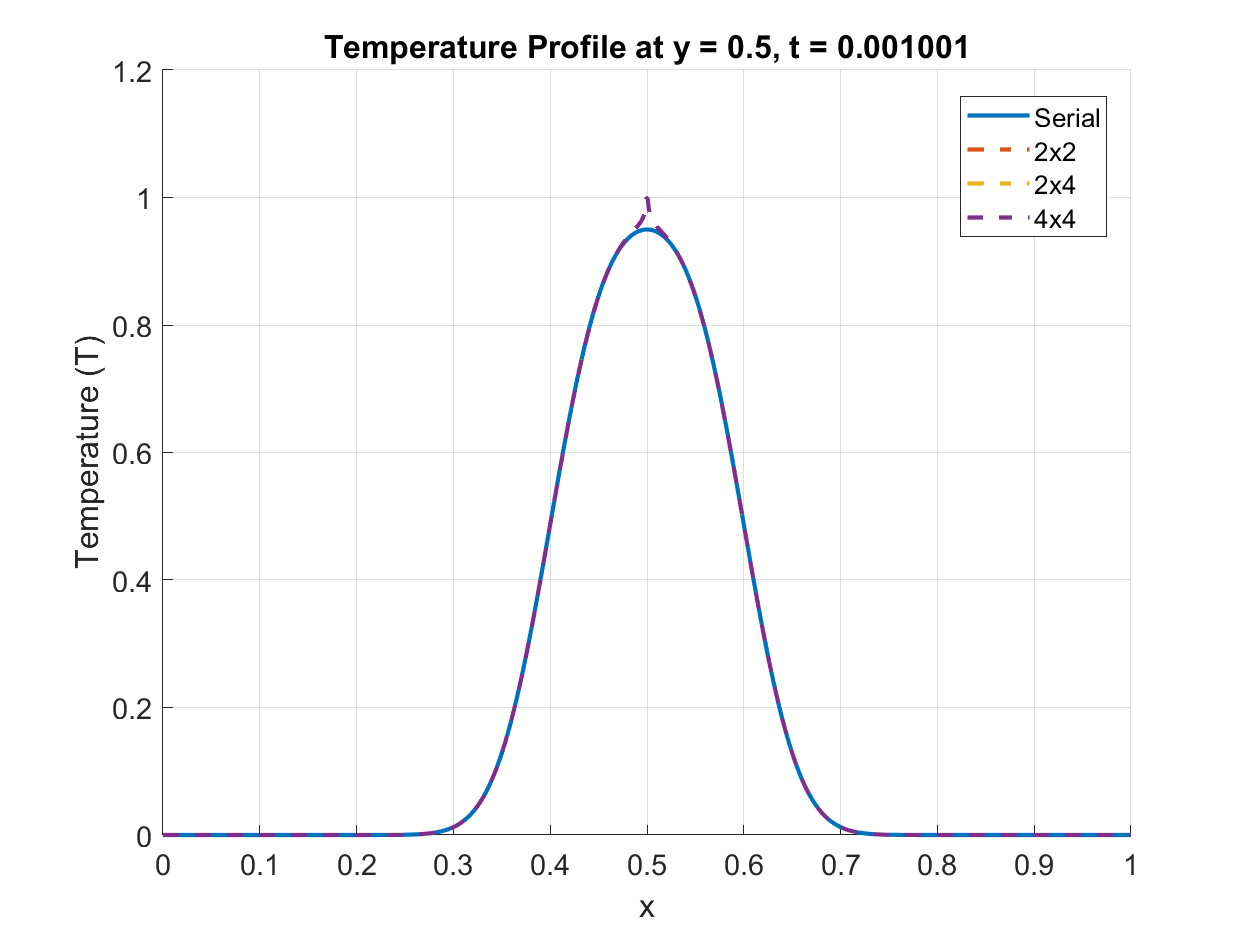 Temperature Profile at y = 0.5, t = 0.001001
1.2
1
0.8
0.6
0.4
0.2
0
Temperature (T)
Serial
2x2
2x4
4x4
0 0.1 0.2 0.3 0.4 0.5 0.6 0.7 0.8 0.9 1
x